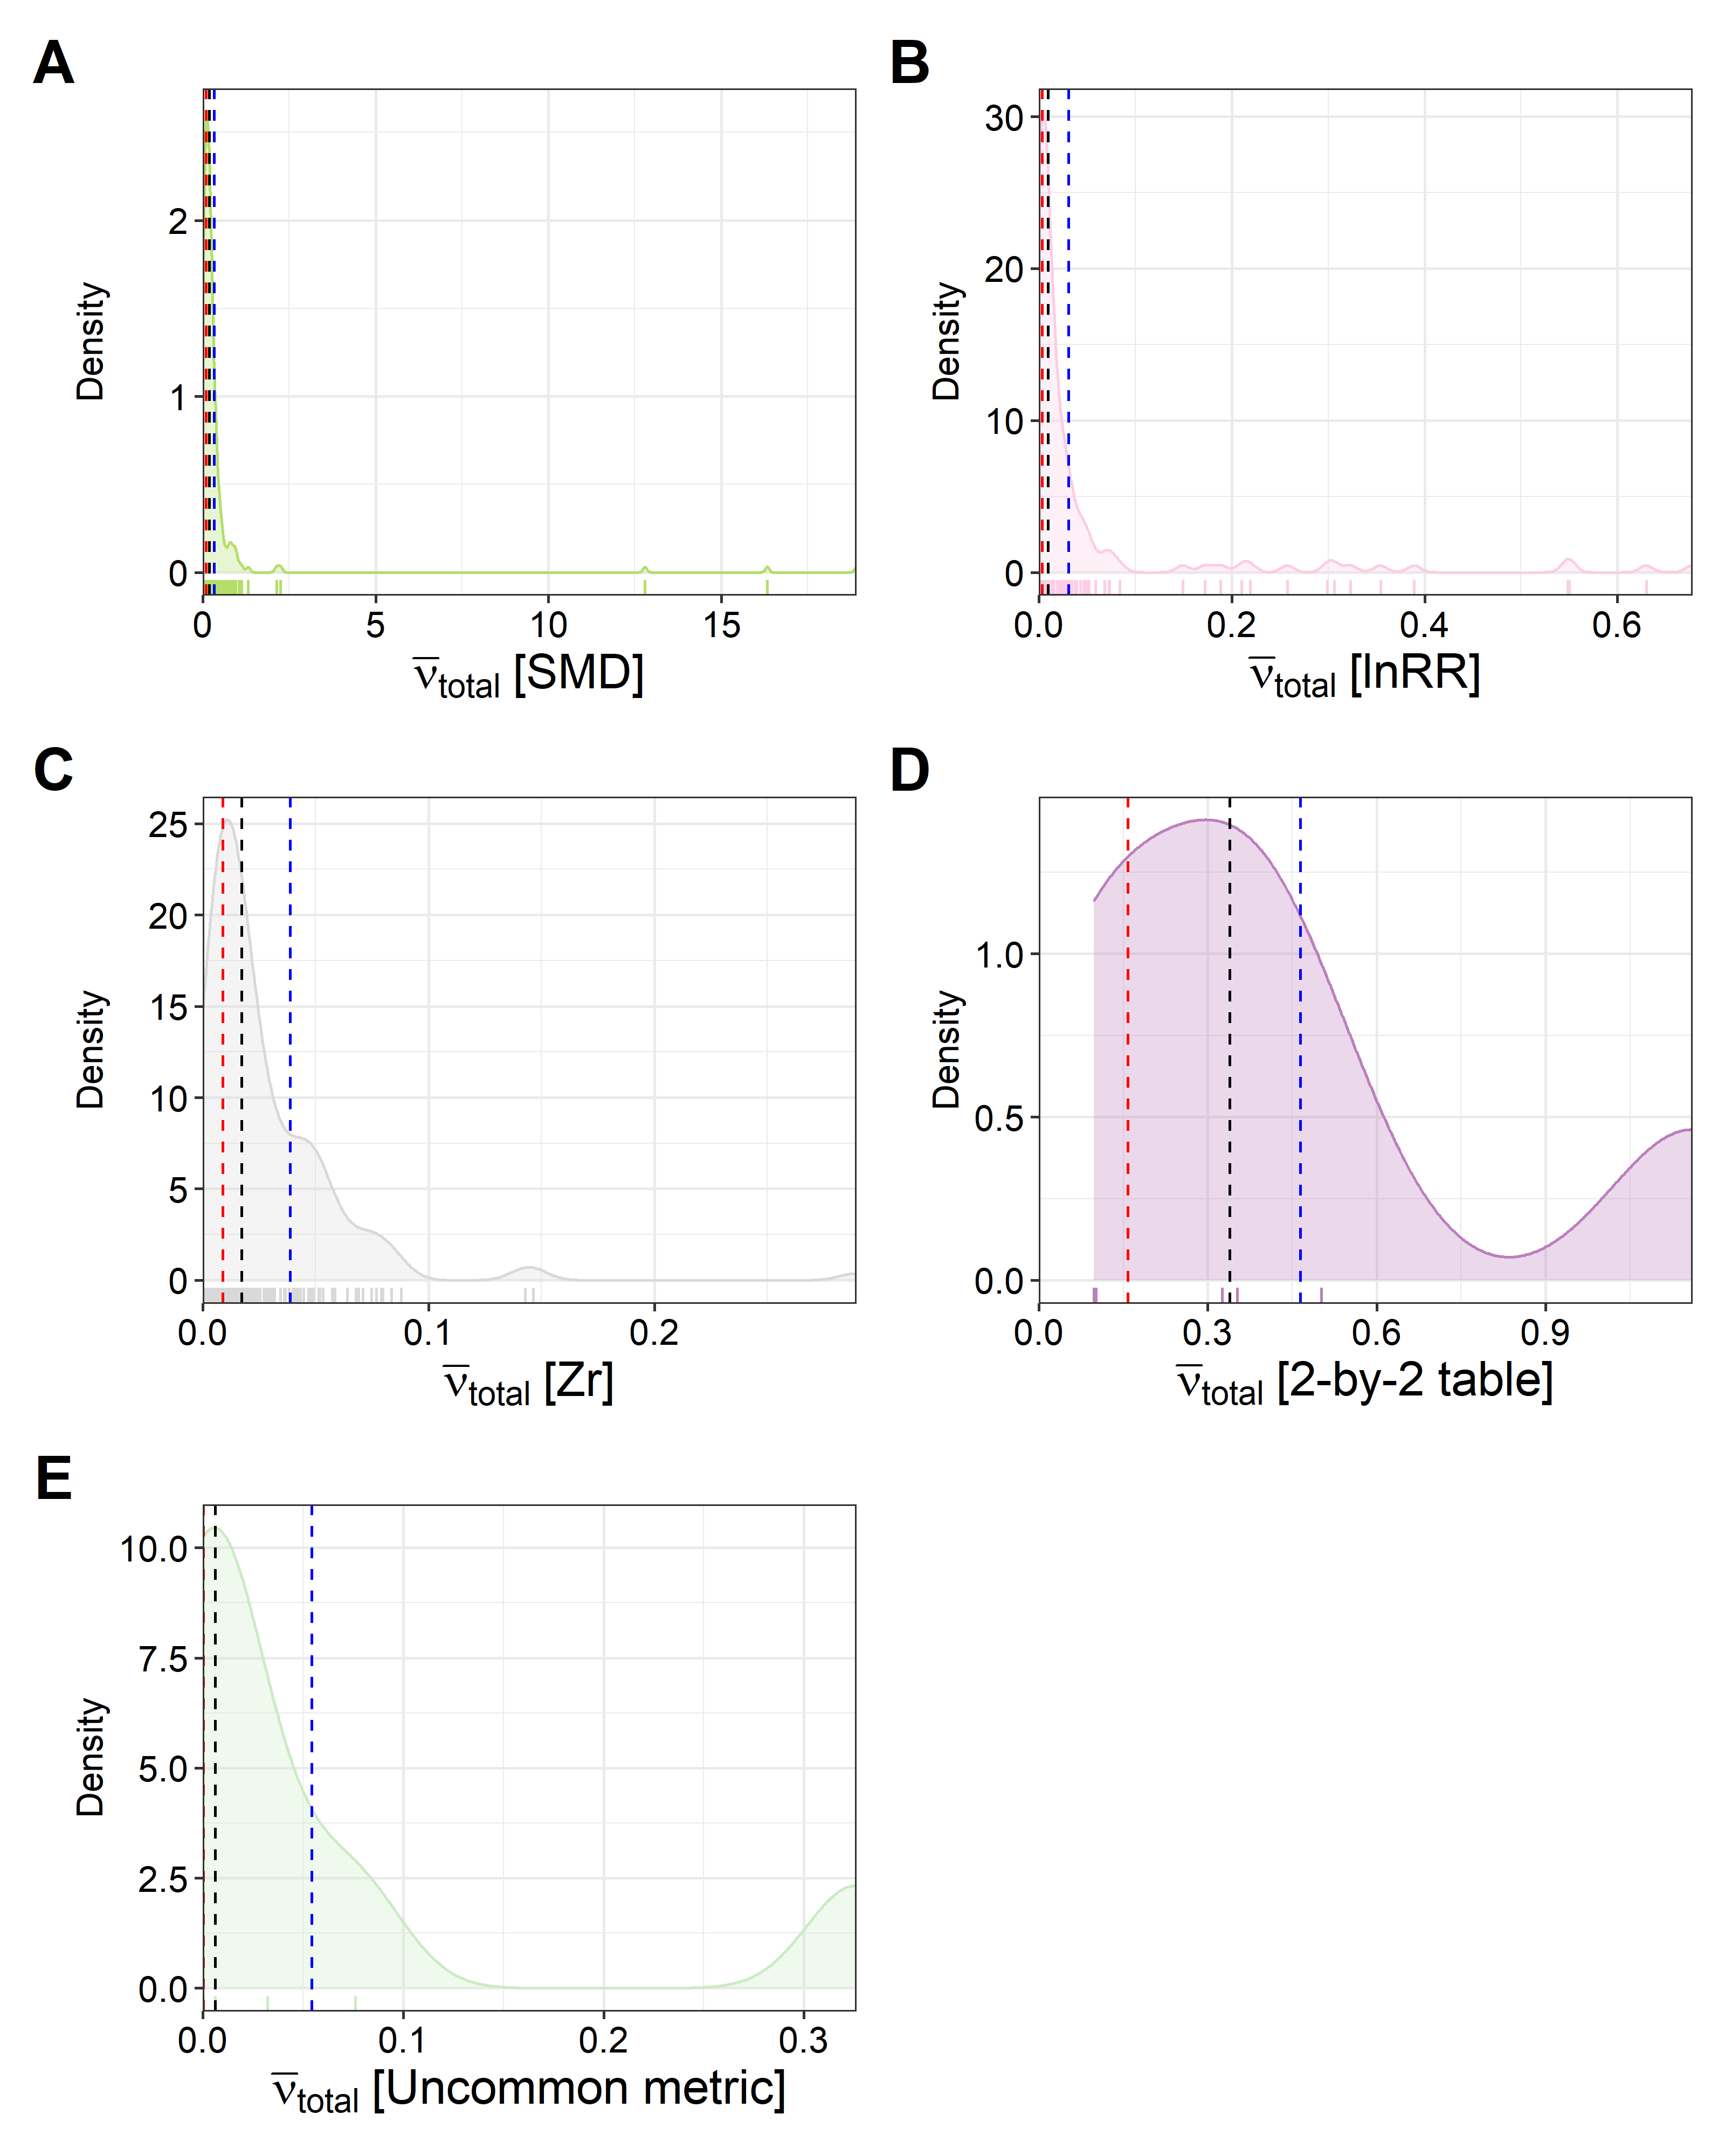 A
Density
2
1
0
0 5 10 15
ν̅total [SMD]
B
Density
30
20
10
0
0.0 0.2 0.4 0.6
ν̅total [lnRR]
C
Density
25
20
15
10
5
0
0.0 0.1 0.2
ν̅total [Zr]
D
Density
1.0
0.5
0.0
0.0 0.3 0.6 0.9
ν̅total [2-by-2 table]
E
Density
10.0
7.5
5.0
2.5
0.0
0.0 0.1 0.2 0.3
ν̅total [Uncommon metric]